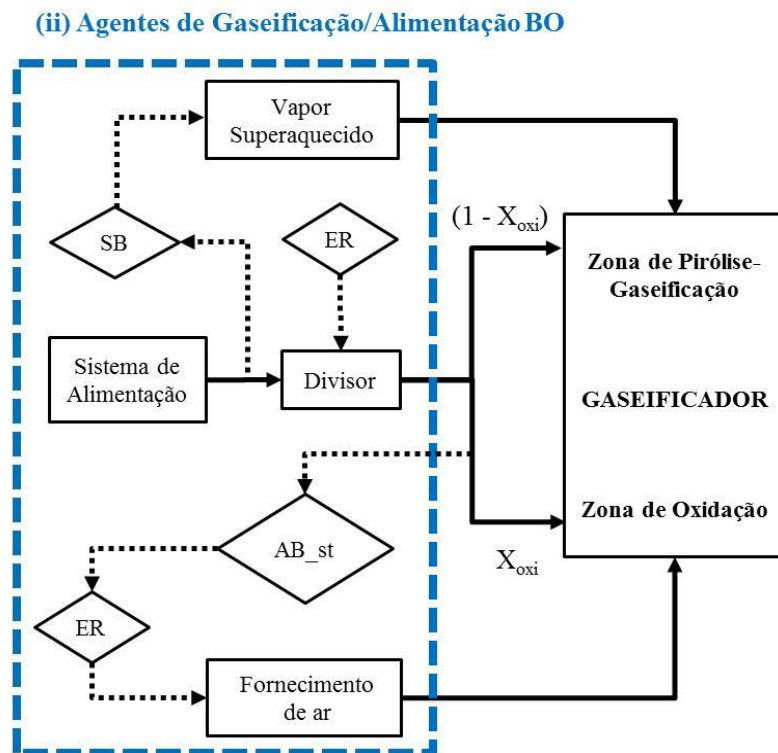 (ii) Agentes de Gaseificação/Alimentação BO
Vapor
Superaquecido
SB
ER
(1 - Xoxi)
Zona de Pirólise-
Gaseificação
Sistema de
Alimentação
Divisor
GASEIFICADOR
Zona de Oxidação
AB_st
Xoxi
ER
Fornecimento
de ar